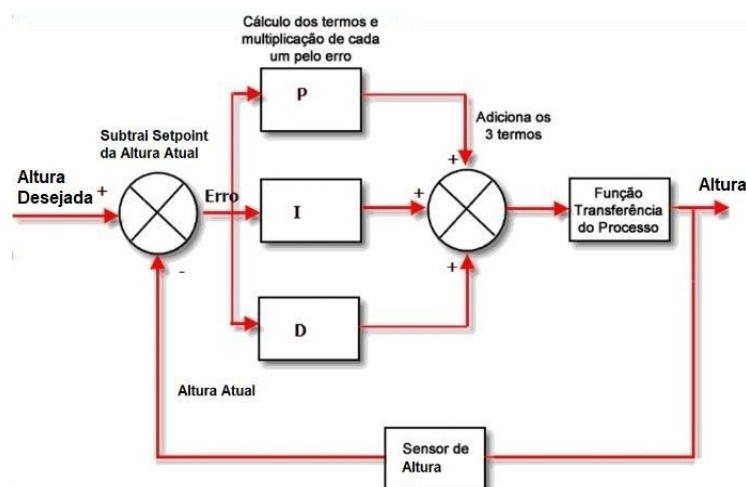 Cálculo dos termos e
multiplicação de cada
um pelo erro
P
Adiciona os
3 termos
Subtrai Setpoint
da Altura Atual
+
Altura
Desejada
+
Erro
I
+
Função
Transferência
do Processo
Altura
-
+
D
Altura Atual
Sensor de
Altura